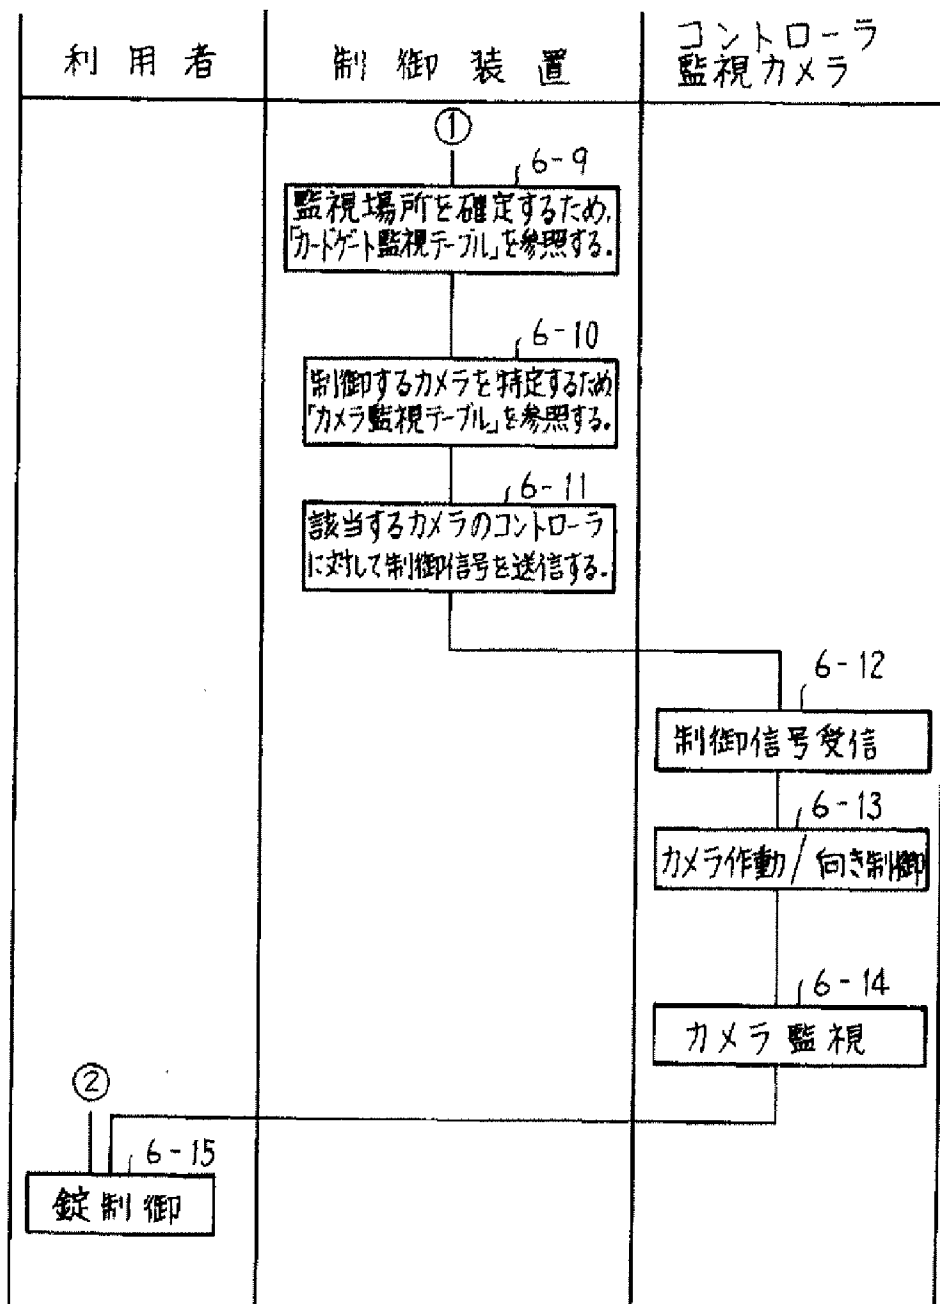 利用者
制御装置
コントローラ
監視カメラ
①
6-9
監視場所を確定するため、
「カードゲート監視テーブル」を参照する。
6-10
制御するカメラを特定するため
「カメラ監視テーブル」を参照する。
6-11
該当するカメラのコントローラ
に対して制御信号を送信する。
6-12
制御信号受信
6-13
カメラ作動/向き制御
6-14
カメラ監視
②
6-15
錠制御